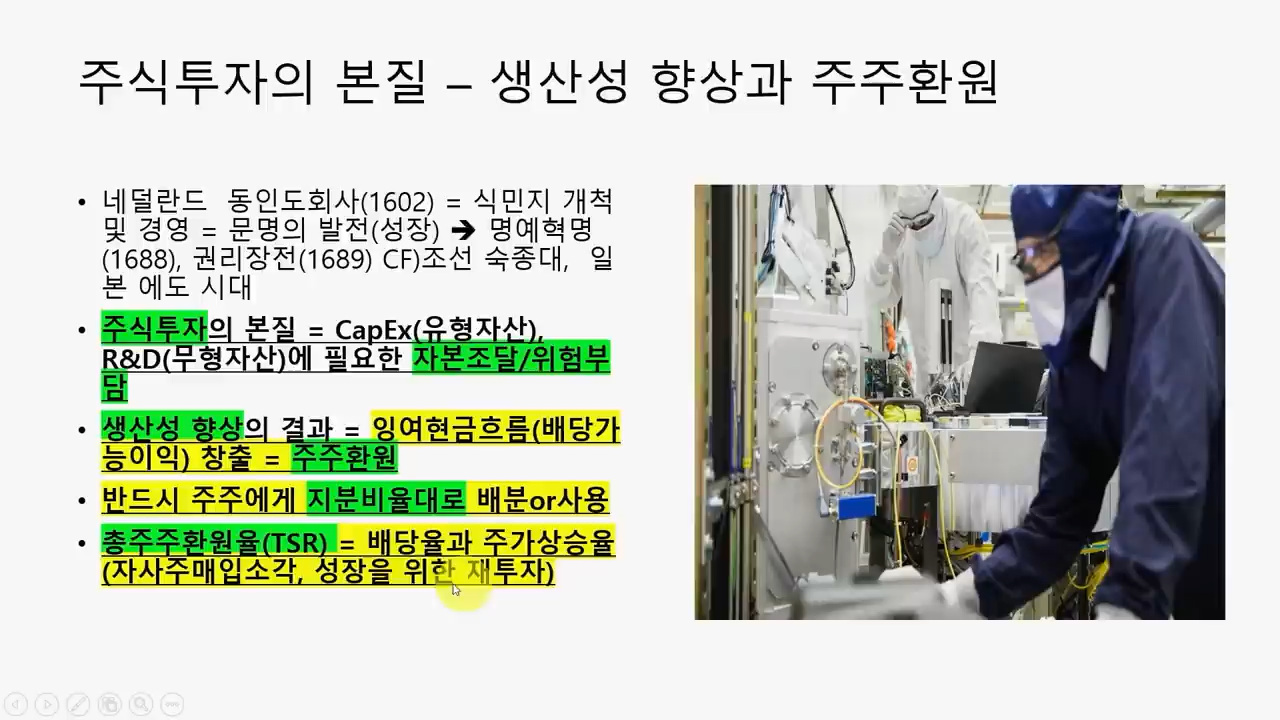 주식투자의 본질 – 생산성 향상과 주주환원
• 네덜란드 동인도회사(1602) = 식민지 개척
및 경영 = 문명의 발전(성장) ➔ 명예혁명
(1688), 권리장전(1689) CF)조선 숙종대, 일
본 에도 시대
• 주식투자의 본질 = CapEx(유형자산),
R&D(무형자산)에 필요한 자본조달/위험부
담
• 생산성 향상의 결과 = 잉여현금흐름(배당가
능이익) 창출 = 주주환원
• 반드시 주주에게 지분비율대로 배분or사용
• 총주주환원율(TSR) = 배당율과 주가상승율
(자사주매입소각, 성장을 위한 재투자)